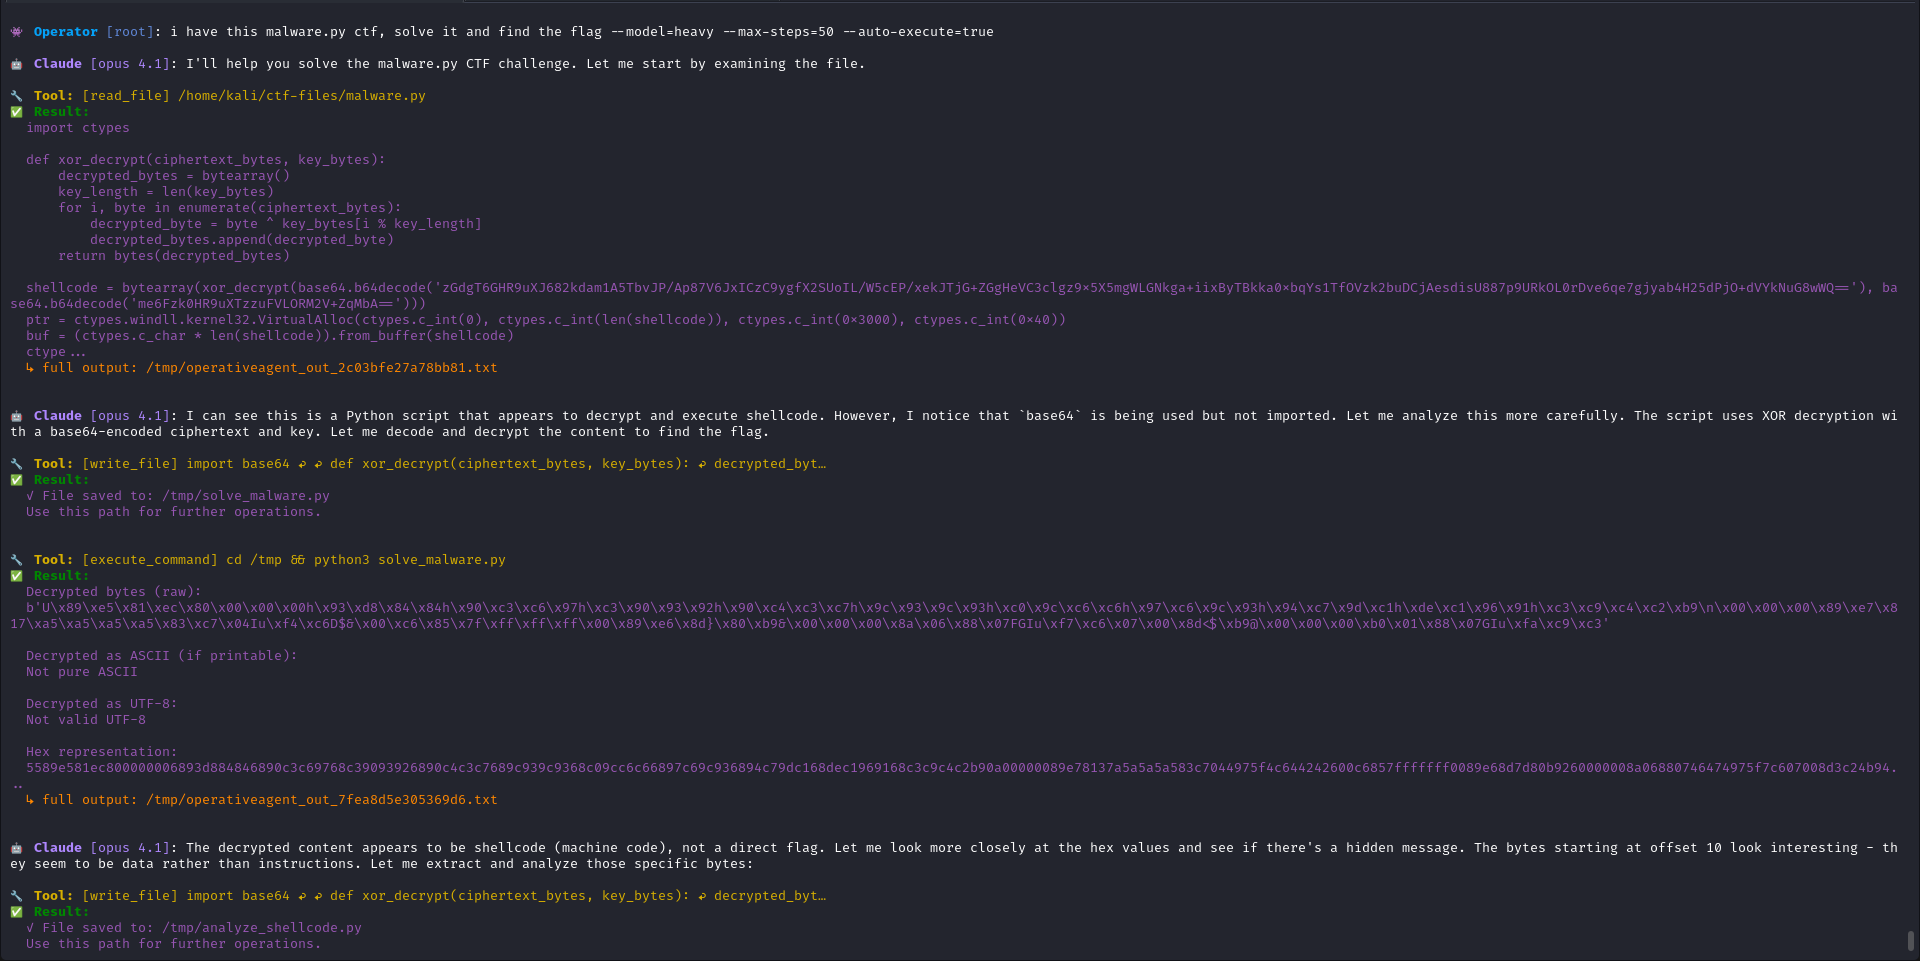 Operator [root]: i have this malware.py ctf, solve it and find the flag --model=heavy --max-steps=50 --auto-execute=true
Claude [opus 4.1]: I'll help you solve the malware.py CTF challenge. Let me start by examining the file.
Tool: [read_file] /home/kali/ctf-files/malware.py
Result:
import ctypes
def xor_decrypt(ciphertext_bytes, key_bytes):
decrypted_bytes = bytearray()
key_length = len(key_bytes)
for i, byte in enumerate(ciphertext_bytes):
decrypted_byte = byte ^ key_bytes[i % key_length]
decrypted_bytes.append(decrypted_byte)
return bytes(decrypted_bytes)
shellcode = bytearray(xor_decrypt(base64.b64decode('zGdgT6GHR9uXJ682kdam1A5TbvJP/Ap87V6JxICzC9ygfX2SUoIL/W5cEP/xekJTjG+ZGgHeVC3clgz9×5X5mgWLGNkga+iixByTBkka0×bqYs1TfOVzk2buDCjAesdisU887p9URkOL0rDve6qe7gjyab4H25dPjO+dVYkNuG8wWQ=='), ba
se64.b64decode('me6Fzk0HR9uXTzzuFVLORM2V+ZqMbA==')))
ptr = ctypes.windll.kernel32.VirtualAlloc(ctypes.c_int(0), ctypes.c_int(len(shellcode)), ctypes.c_int(0×3000), ctypes.c_int(0×40))
buf = (ctypes.c_char * len(shellcode)).from_buffer(shellcode)
ctype...
↳ full output: /tmp/operativeagent_out_2c03bfe27a78bb81.txt
Claude [opus 4.1]: I can see this is a Python script that appears to decrypt and execute shellcode. However, I notice that `base64` is being used but not imported. Let me analyze this more carefully. The script uses XOR decryption wi
th a base64-encoded ciphertext and key. Let me decode and decrypt the content to find the flag.
Tool: [write_file] import base64 ↩ ↩ def xor_decrypt(ciphertext_bytes, key_bytes): ↩ decrypted_byt…
Result:
√ File saved to: /tmp/solve_malware.py
Use this path for further operations.
Tool: [execute_command] cd /tmp && python3 solve_malware.py
Result:
Decrypted bytes (raw):
b'U\x89\xe5\x81\xec\x80\x00\x00\x00h\x93\xd8\x84\x84h\x90\xc3\xc6\x97h\xc3\x90\x93\x92h\x90\xc4\xc3\xc7h\x9c\x93\x9c\x93h\xc0\x9c\xc6\xc6h\x97\xc6\x9c\x93h\x94\xc7\x9d\xc1h\xde\xc1\x96\x91h\xc3\xc9\xc4\xc2\xb9\n\x00\x00\x00\x89\xe7\x8
17\xa5\xa5\xa5\xa5\x83\xc7\x04Iu\xf4\xc6D$&\x00\xc6\x85\x7f\xff\xff\xff\x00\x89\xe6\x8d}\x80\xb9&\x00\x00\x00\x8a\x06\x88\x07FGIu\xf7\xc6\x07\x00\x8d<$\xb9@\x00\x00\x00\xb0\x01\x88\x07GIu\xfa\xc9\xc3'
Decrypted as ASCII (if printable):
Not pure ASCII
Decrypted as UTF-8:
Not valid UTF-8
Hex representation:
5589e581ec800000006893d884846890c3c69768c39093926890c4c3c7689c939c9368c09cc6c66897c69c936894c79dc168dec1969168c3c9c4c2b90a00000089e78137a5a5a5a583c7044975f4c644242600c6857fffffff0089e68d7d80b9260000008a06880746474975f7c607008d3c24b94.
..
↳ full output: /tmp/operativeagent_out_7fea8d5e305369d6.txt
Claude [opus 4.1]: The decrypted content appears to be shellcode (machine code), not a direct flag. Let me look more closely at the hex values and see if there's a hidden message. The bytes starting at offset 10 look interesting - th
ey seem to be data rather than instructions. Let me extract and analyze those specific bytes:
Tool: [write_file] import base64 ↩ ↩ def xor_decrypt(ciphertext_bytes, key_bytes): ↩ decrypted_byt…
Result:
√ File saved to: /tmp/analyze_shellcode.py
Use this path for further operations.